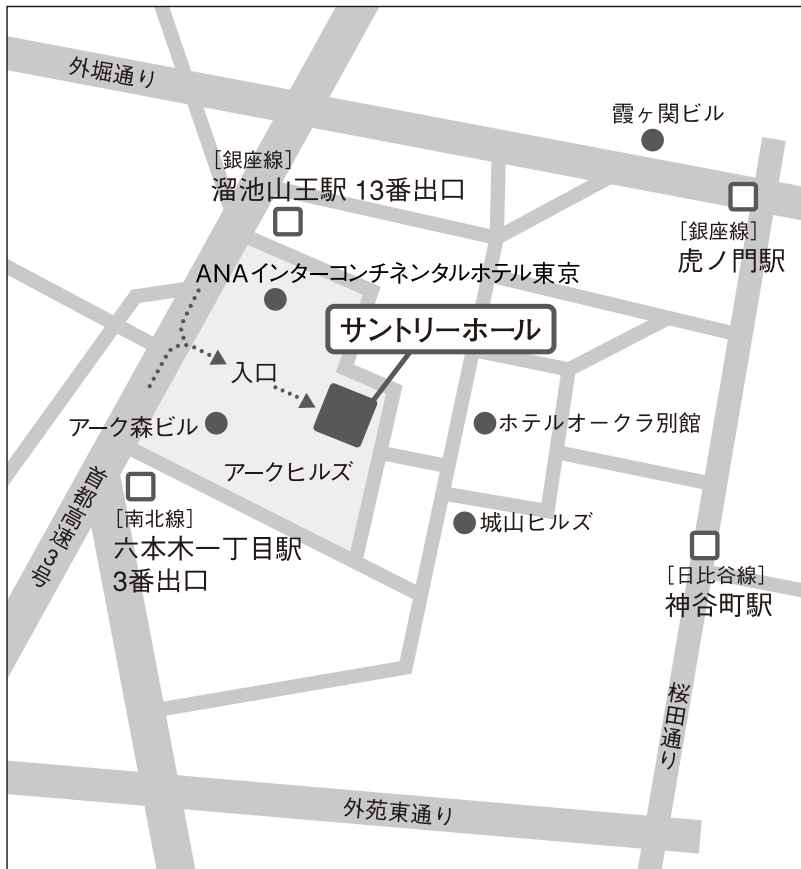 外堀通り
霞ヶ関ビル
［銀座線］
溜池山王駅 13番出口
［銀座線］
虎ノ門駅
ANAインターコンチネンタルホテル東京
サントリーホール
入口
アーク森ビル
ホテルオークラ別館
アークヒルズ
首都高速3号
［南北線］
六本木一丁目駅
3番出口
城山ヒルズ
［日比谷線］
神谷町駅
桜田通り
外苑東通り